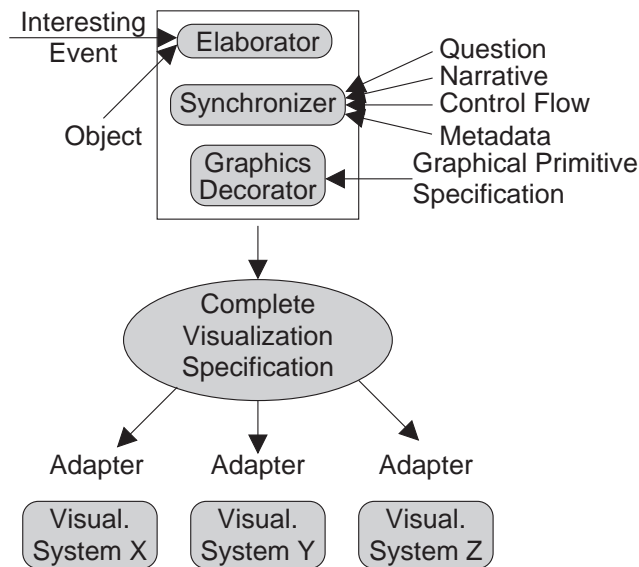 Interesting
Event
Elaborator
Object
Synchronizer
Question
Narrative
Control Flow
Metadata
Graphics
Decorator
Graphical Primitive
Specification
Complete
Visualization
Specification
Adapter
Adapter
Adapter
Visual.
System X
Visual.
System Y
Visual.
System Z